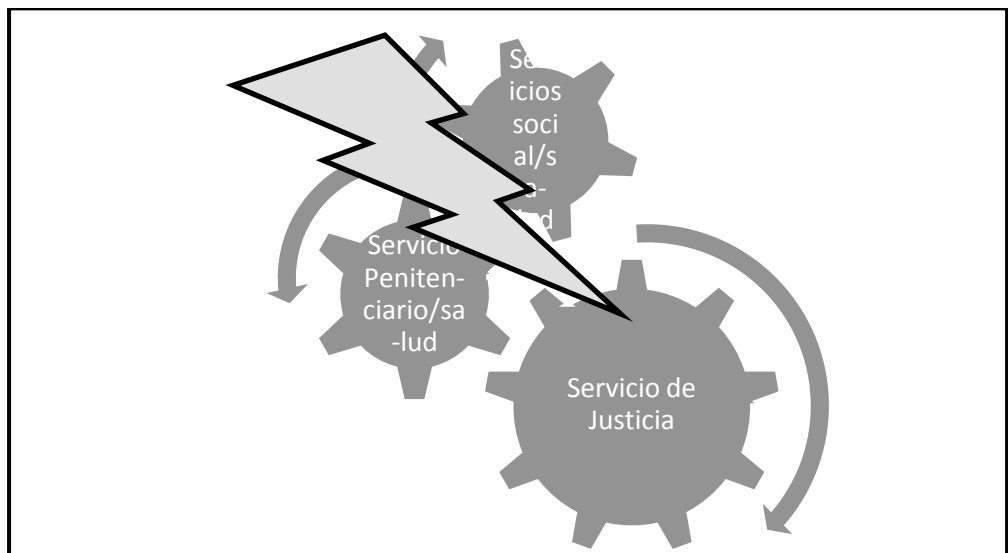 icios
soci
al/s
Servicio
Peniten-
ciario/sa
-lud
Servicio de
Justicia